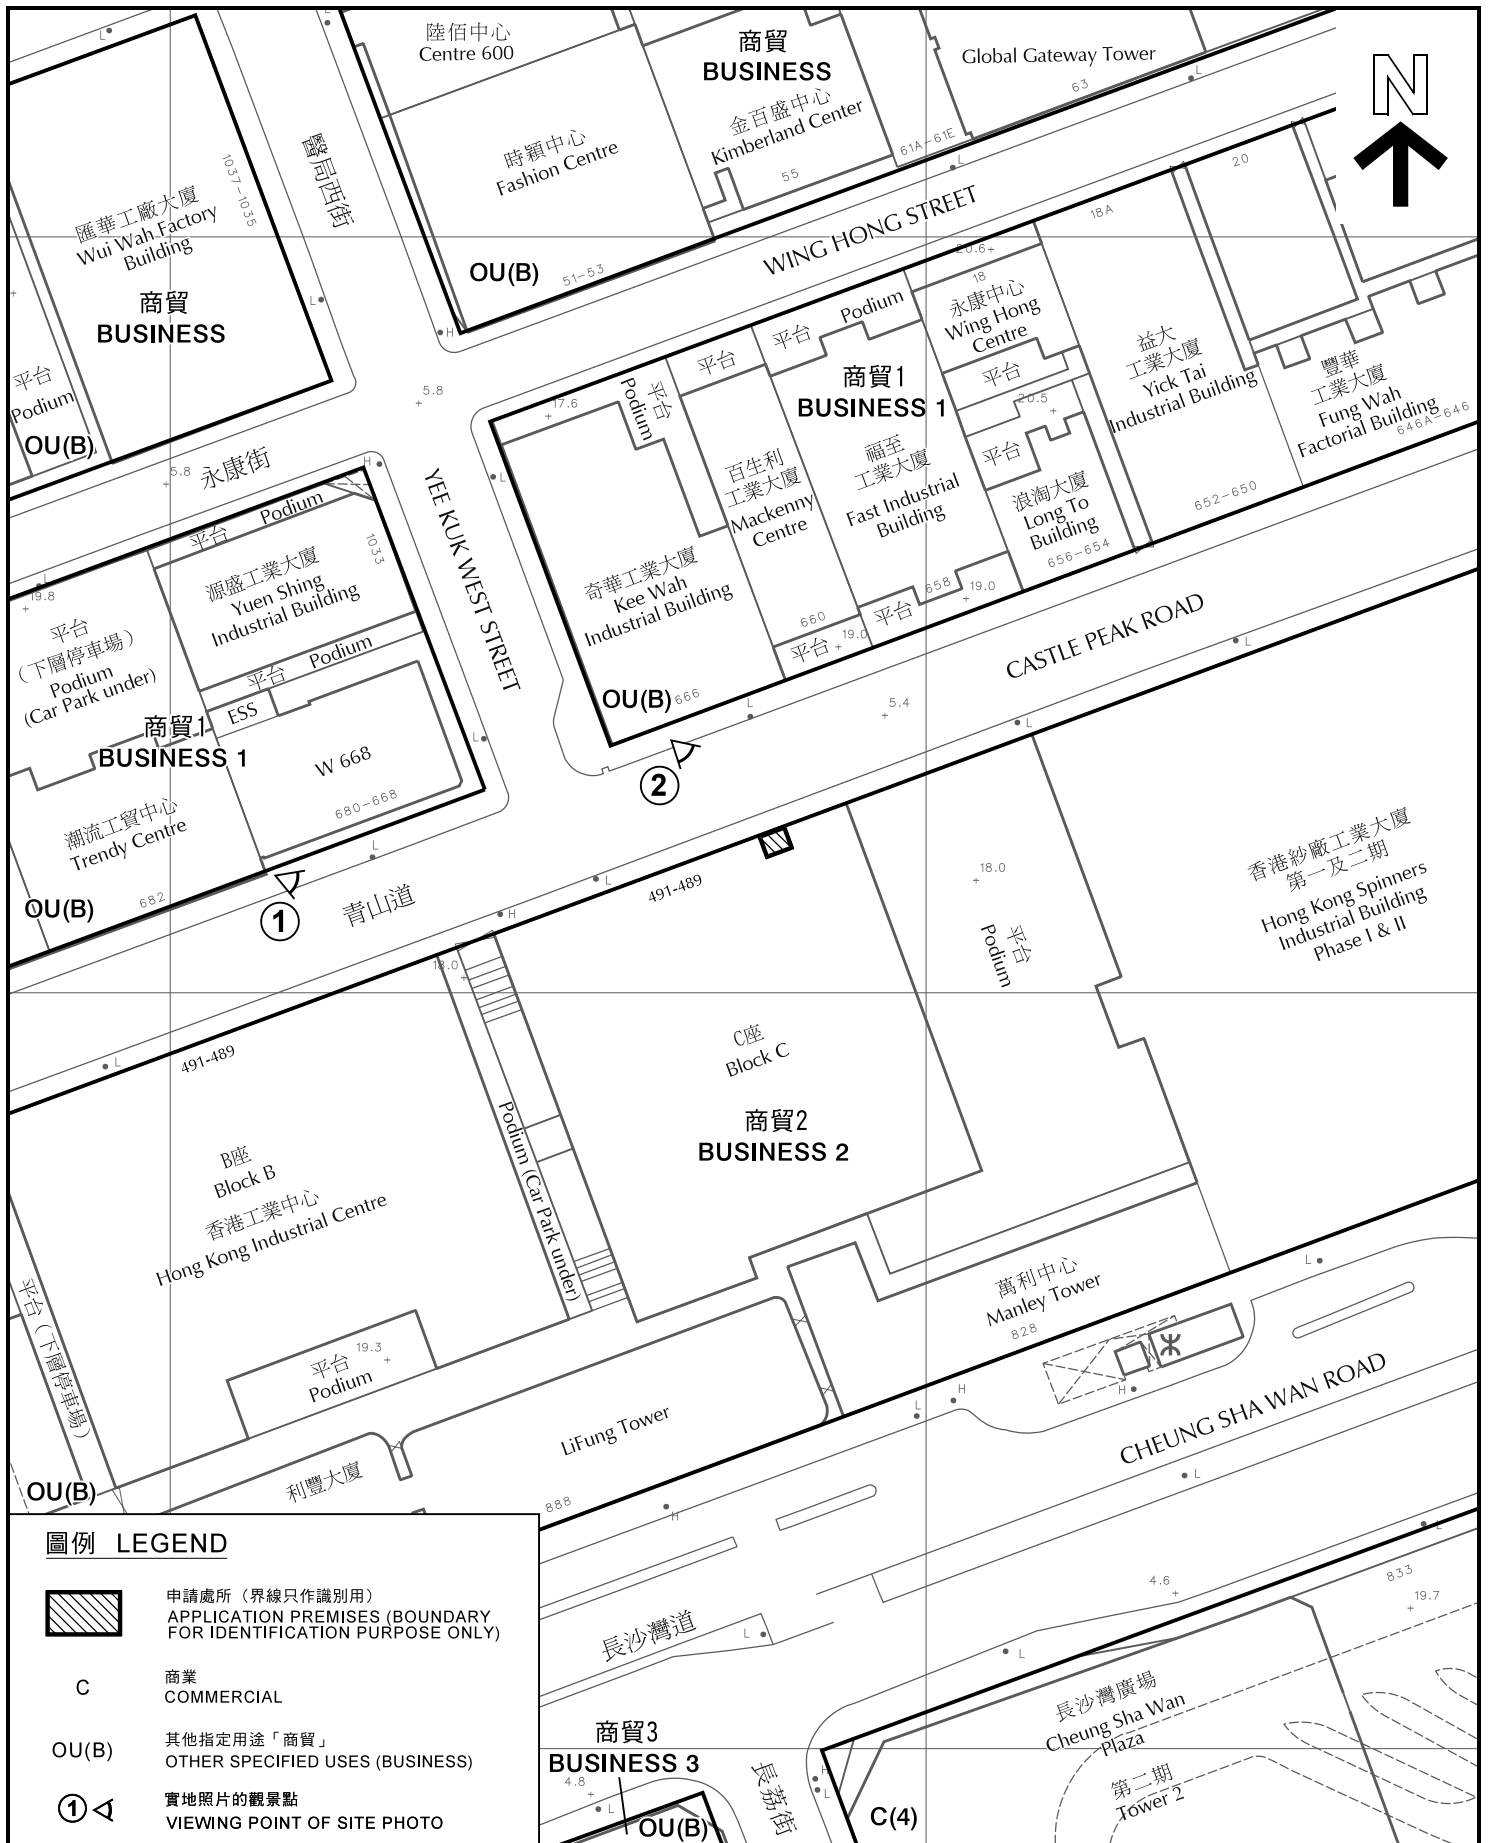 陸佰中心
Centre 600
商貿
BUSINESS
Global Gateway Tower
63
N
金百盛中心
Kimberland Center
61A-61E
55
時穎中心
Fashion Centre
醫局西街
1037-1035
匯華工廠大廈
Wui Wah Factory
Building
商貿
BUSINESS
平台
Podium
OU(B)
OU(B)
51-53
WING HONG STREET
20
18A
20.6
18
永康中心
Wing Hong
Centre
平台
20.5
平台
浪淘大廈
Long To
Building
656-654
益大
工業大廈
Yick Tai
Industrial Building
652-650
豐華
工業大廈
Fung Wah
Factorial Building
646A-646
平台
Podium
平台
商貿1
BUSINESS 1
福至
工業大廈
Fast Industrial
Building
658
19.0
平台
平台
Podium
百生利
工業大廈
Mackenny
Centre
660
平台
19.0
17.6
奇華工業大廈
Kee Wah
Industrial Building
OU(B)
666
5.8
5.8
永康街
YEE KUK WEST STREET
平台
Podium
1033
源盛工業大廈
Yuen Shing
Industrial Building
平台
Podium
ESS
W 668
680-668
19.8
平台
（下層停車場）
Podium
(Car Park under)
商貿1
BUSINESS 1
潮流工貿中心
Trendy Centre
OU(B)
682
1
2
青山道
CASTLE PEAK ROAD
5.4
491-489
18.0
18.0
平台
Podium
香港紗廠工業大廈
第一及二期
Hong Kong Spinners
Industrial Building
Phase I & II
491-489
C座
Block C
商貿2
BUSINESS 2
B座
Block B
香港工業中心
Hong Kong Industrial Centre
Podium (Car Park under)
平台（下層停車場）
19.3
平台
Podium
萬利中心
Manley Tower
828
LiFung Tower
利豐大廈
888
OU(B)
CHEUNG SHA WAN ROAD
長沙灣道
4.6
833
19.7
長沙灣廣場
Cheung Sha Wan
Plaza
第二期
Tower 2
商貿3
BUSINESS 3
4.8
OU(B)
長荔街
C(4)
圖例 LEGEND
申請處所（界線只作識別用）
APPLICATION PREMISES (BOUNDARY
FOR IDENTIFICATION PURPOSE ONLY)
C
商業
COMMERCIAL
OU(B)
其他指定用途「商貿」
OTHER SPECIFIED USES (BUSINESS)
1
實地照片的觀景點
VIEWING POINT OF SITE PHOTO